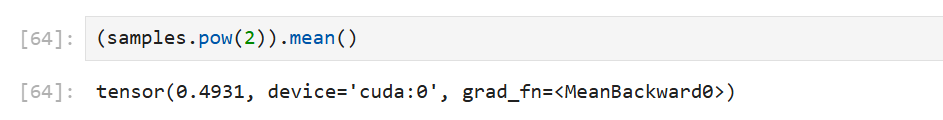 [64]: (samples.pow(2)).mean()
[64]: tensor(0.4931, device='cuda:0', grad_fn=<MeanBackward0>)